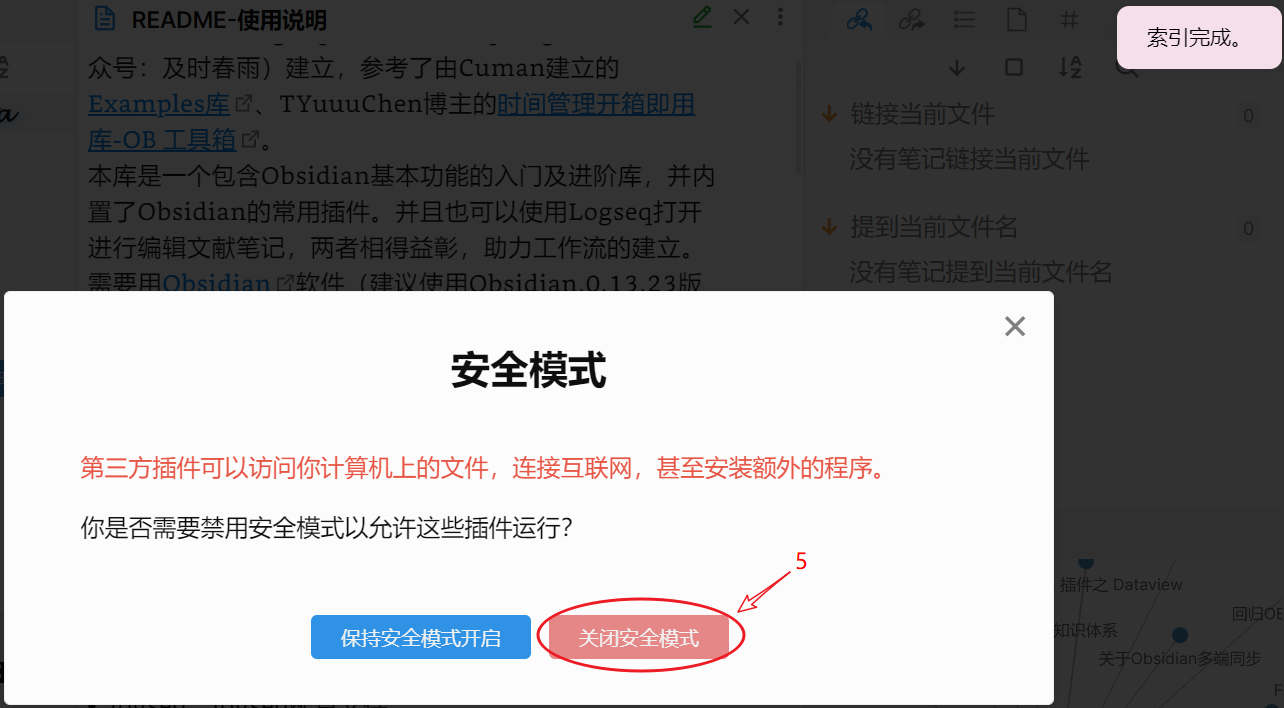 README-使用说明
众号：及时春雨）建立，参考了由Cuman建立的
Examples库、TYuuuChen博主的时间管理开箱即用
库-OB 工具箱。
本库是一个包含Obsidian基本功能的入门及进阶库，并内
置了Obsidian的常用插件。并且也可以使用Logseq打开
进行编辑文献笔记，两者相得益彰，助力工作流的建立。
需要用Obsidian软件（建议使用Obsidian.0.13.23版
索引完成。
链接当前文件
0
没有笔记链接当前文件
提到当前文件名
0
没有笔记提到当前文件名
安全模式
第三方插件可以访问你计算机上的文件，连接互联网，甚至安装额外的程序。
你是否需要禁用安全模式以允许这些插件运行？
5
保持安全模式开启
关闭安全模式
插件之 Dataview
回归OB
知识体系
关于Obsidian多端同步